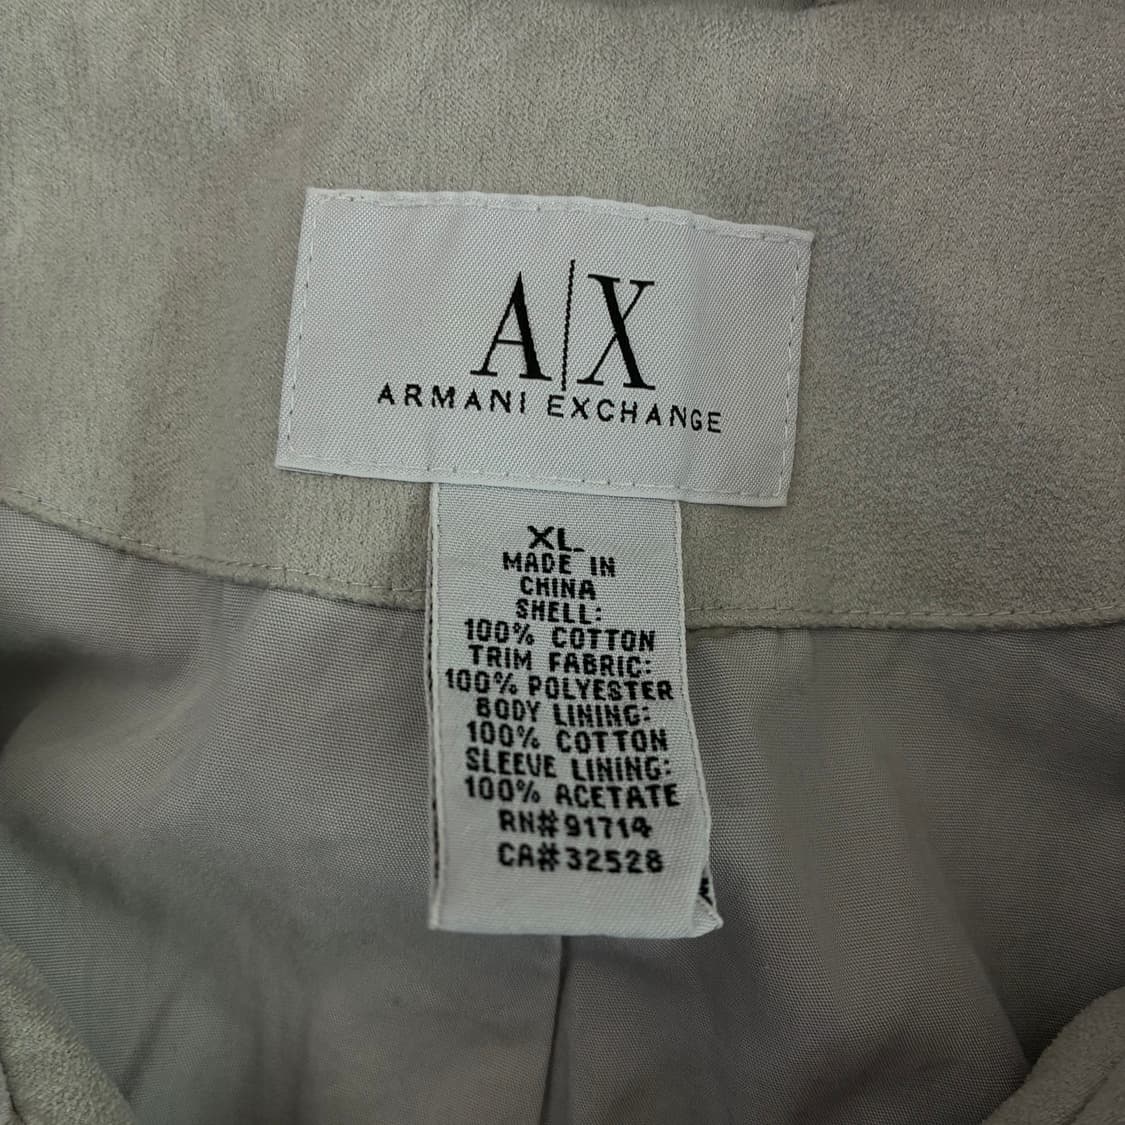 A|X
ARMANI EXCHANGE
XL
MADE IN
CHINA
SHELL:
100% COTTON
TRIM FABRIC:
100% POLYESTER
BODY LINING:
100% COTTON
SLEEVE LINING:
100% ACETATE
RN#91714
CA#32528